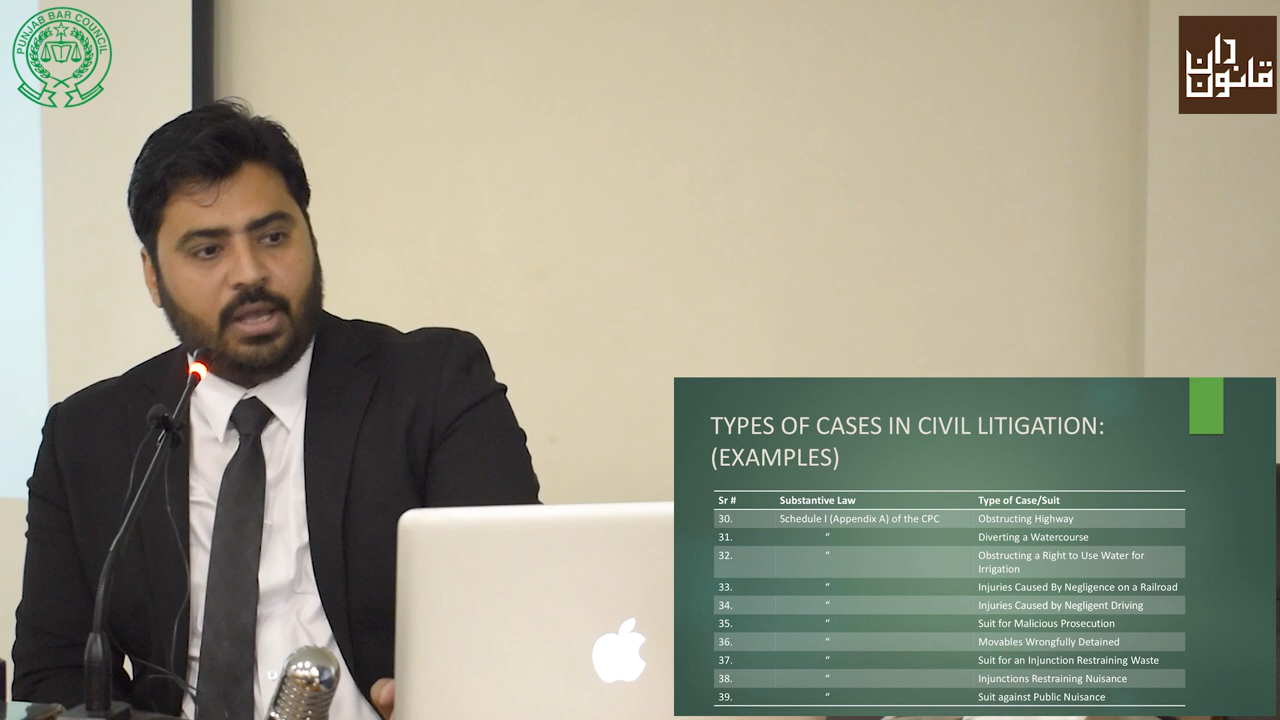 PUNJAB BAR COUNCIL
قانون دان
TYPES OF CASES IN CIVIL LITIGATION:
(EXAMPLES)
Sr # Substantive Law Type of Case/Suit
30. Schedule I (Appendix A) of the CPC Obstructing Highway
31. “ Diverting a Watercourse
32. “ Obstructing a Right to Use Water for
Irrigation
33. “ Injuries Caused By Negligence on a Railroad
34. “ Injuries Caused by Negligent Driving
35. “ Suit for Malicious Prosecution
36. “ Movables Wrongfully Detained
37. “ Suit for an Injunction Restraining Waste
38. “ Injunctions Restraining Nuisance
39. “ Suit against Public Nuisance